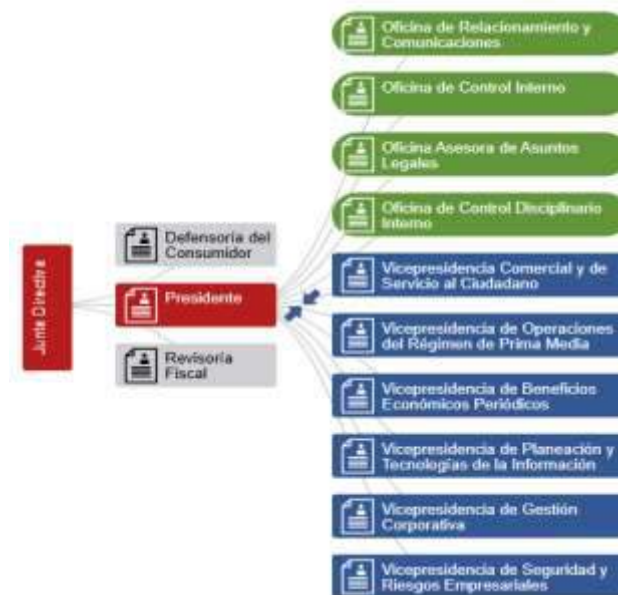 Junta Directiva
Defensoría del
Consumidor
Presidente
Revisoría
Fiscal
Oficina de Relacionamiento y
Comunicaciones
Oficina de Control Interno
Oficina Asesora de Asuntos
Legales
Oficina de Control Disciplinario
Interno
Vicepresidencia Comercial y de
Servicio al Ciudadano
Vicepresidencia de Operaciones
del Régimen de Prima Media
Vicepresidencia de Beneficios
Económicos Periódicos
Vicepresidencia de Planeación y
Tecnologías de la Información
Vicepresidencia de Gestión
Corporativa
Vicepresidencia de Seguridad y
Riesgos Empresariales